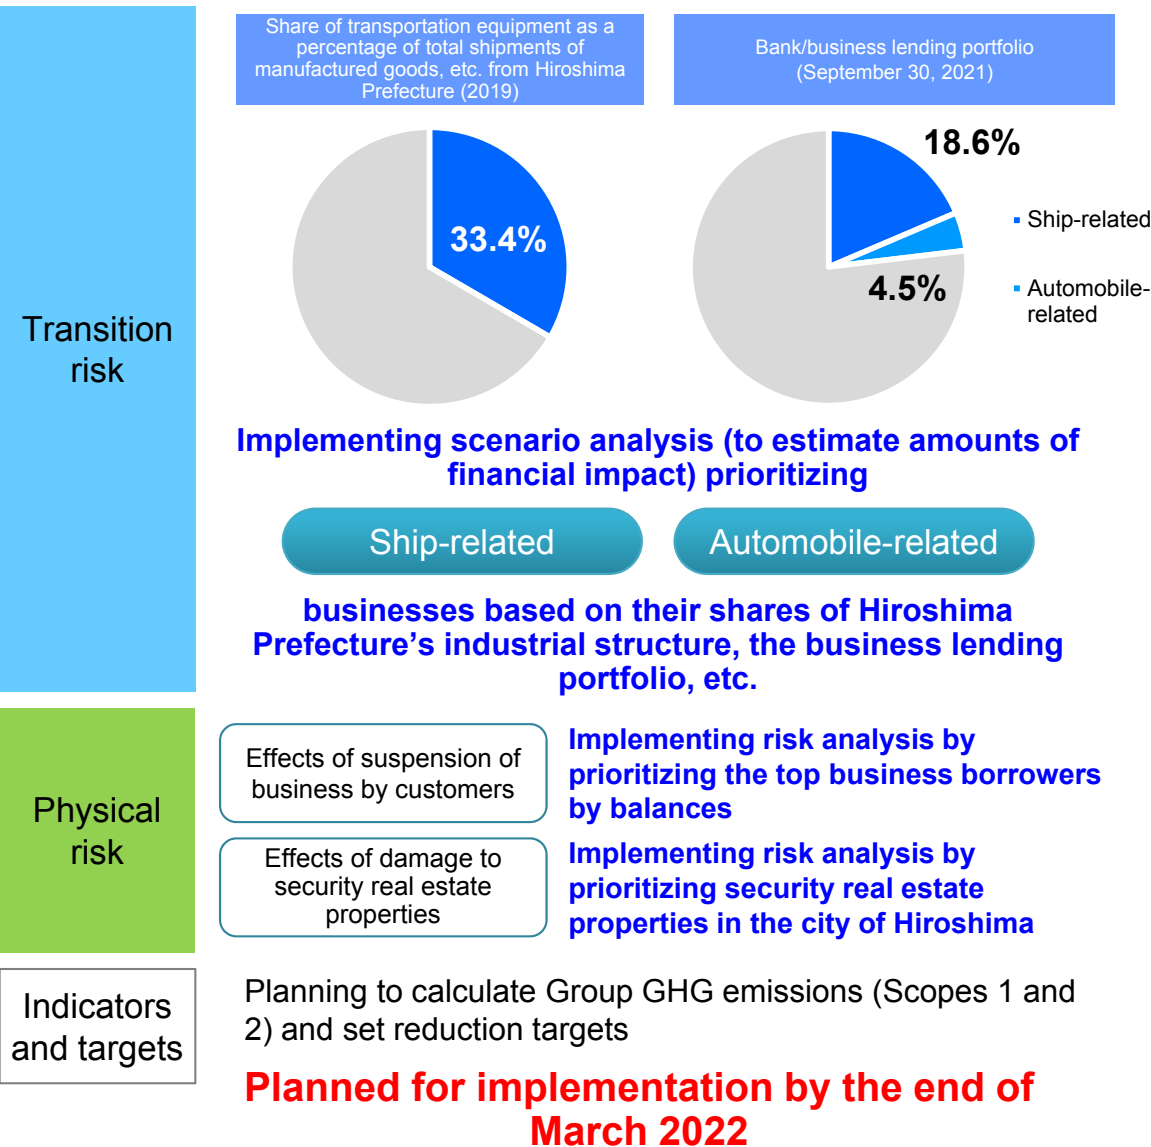 Share of transportation equipment as a
percentage of total shipments of
manufactured goods, etc. from Hiroshima
Prefecture (2019)
Bank/business lending portfolio
(September 30, 2021)
33.4%
18.6%
4.5%
Ship-related
Automobile-
related
Transition
risk
Implementing scenario analysis (to estimate amounts of
financial impact) prioritizing
Ship-related
Automobile-related
businesses based on their shares of Hiroshima
Prefecture’s industrial structure, the business lending
portfolio, etc.
Physical
risk
Effects of suspension of
business by customers
Implementing risk analysis by
prioritizing the top business borrowers
by balances
Effects of damage to
security real estate
properties
Implementing risk analysis by
prioritizing security real estate
properties in the city of Hiroshima
Indicators
and targets
Planning to calculate Group GHG emissions (Scopes 1 and
2) and set reduction targets
Planned for implementation by the end of
March 2022